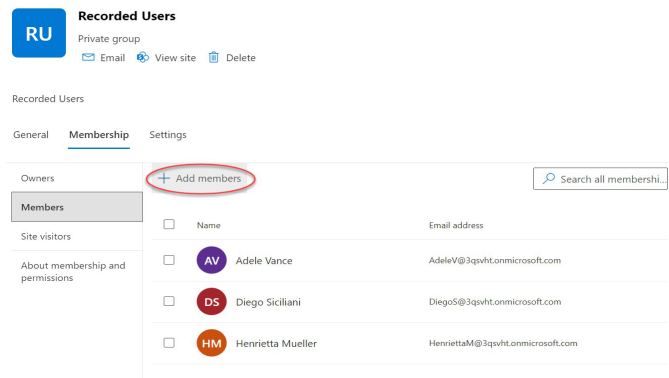 RU
Recorded Users
Private group
Email View site Delete
Recorded Users
General Membership Settings
Owners
Members
Site visitors
About membership and
permissions
+ Add members
Search all membershi...
Name Email address
AV Adele Vance AdeleV@3qsvht.onmicrosoft.com
DS Diego Siciliani DiegoS@3qsvht.onmicrosoft.com
HM Henrietta Mueller HenriettaM@3qsvht.onmicrosoft.com